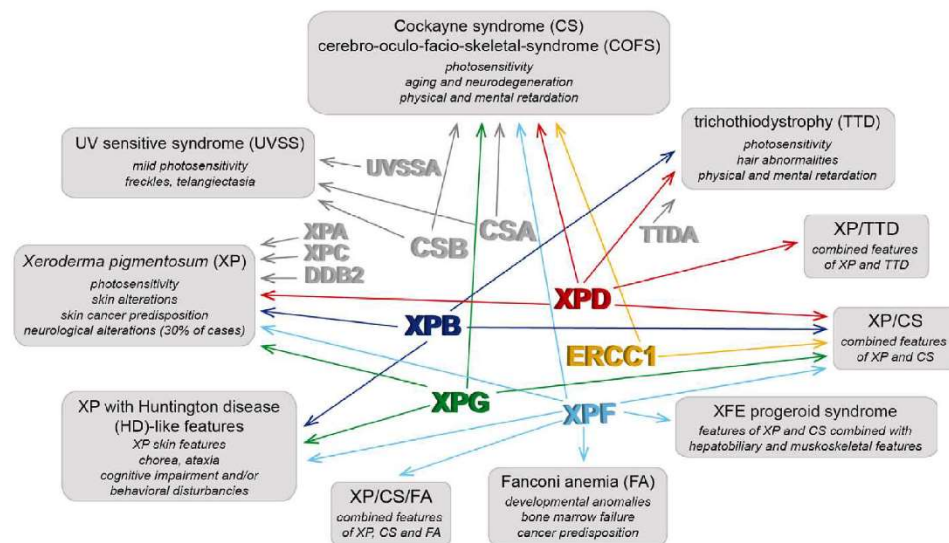 Cockayne syndrome (CS)
cerebro-oculo-facio-skeletal-syndrome (COFS)
photosensitivity
aging and neurodegeneration
physical and mental retardation
UV sensitive syndrome (UVSS)
mild photosensitivity
freckles, telangiectasia
trichothiodystrophy (TTD)
photosensitivity
hair abnormalities
physical and mental retardation
UVSSA
CSB
CSA
TTDA
XPA
XPC
DDB2
XP/TTD
combined features
of XP and TTD
Xeroderma pigmentosum (XP)
photosensitivity
skin alterations
skin cancer predisposition
neurological alterations (30% of cases)
XPD
XPB
ERCC1
XP/CS
combined features
of XP and CS
XPG
XPF
XP with Huntington disease
(HD)-like features
XP skin features
chorea, ataxia
cognitive impairment and/or
behavioral disturbancies
XFE progeroid syndrome
features of XP and CS combined with
hepatobiliary and muskoskeletal features
XP/CS/FA
combined features
of XP, CS and FA
Fanconi anemia (FA)
developmental anomalies
bone marrow failure
cancer predisposition